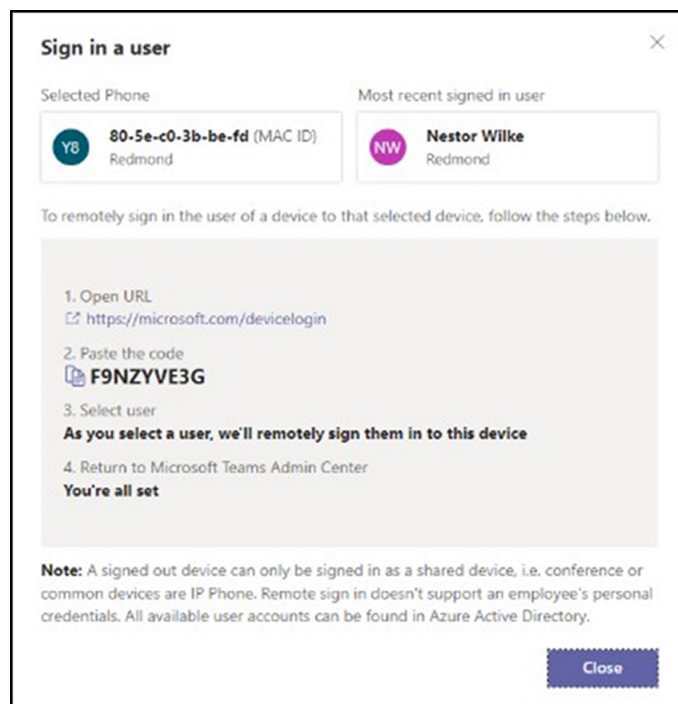 Sign in a user
Selected Phone
Most recent signed in user
Y8
80-5e-c0-3b-be-fd (MAC ID)
Redmond
NW
Nestor Wilke
Redmond
To remotely sign in the user of a device to that selected device, follow the steps below.
1. Open URL
https://microsoft.com/devicelogin
2. Paste the code
F9NZYVE3G
3. Select user
As you select a user, we'll remotely sign them in to this device
4. Return to Microsoft Teams Admin Center
You're all set
Note: A signed out device can only be signed in as a shared device, i.e. conference or
common devices are IP Phone. Remote sign in doesn't support an employee's personal
credentials. All available user accounts can be found in Azure Active Directory.
Close